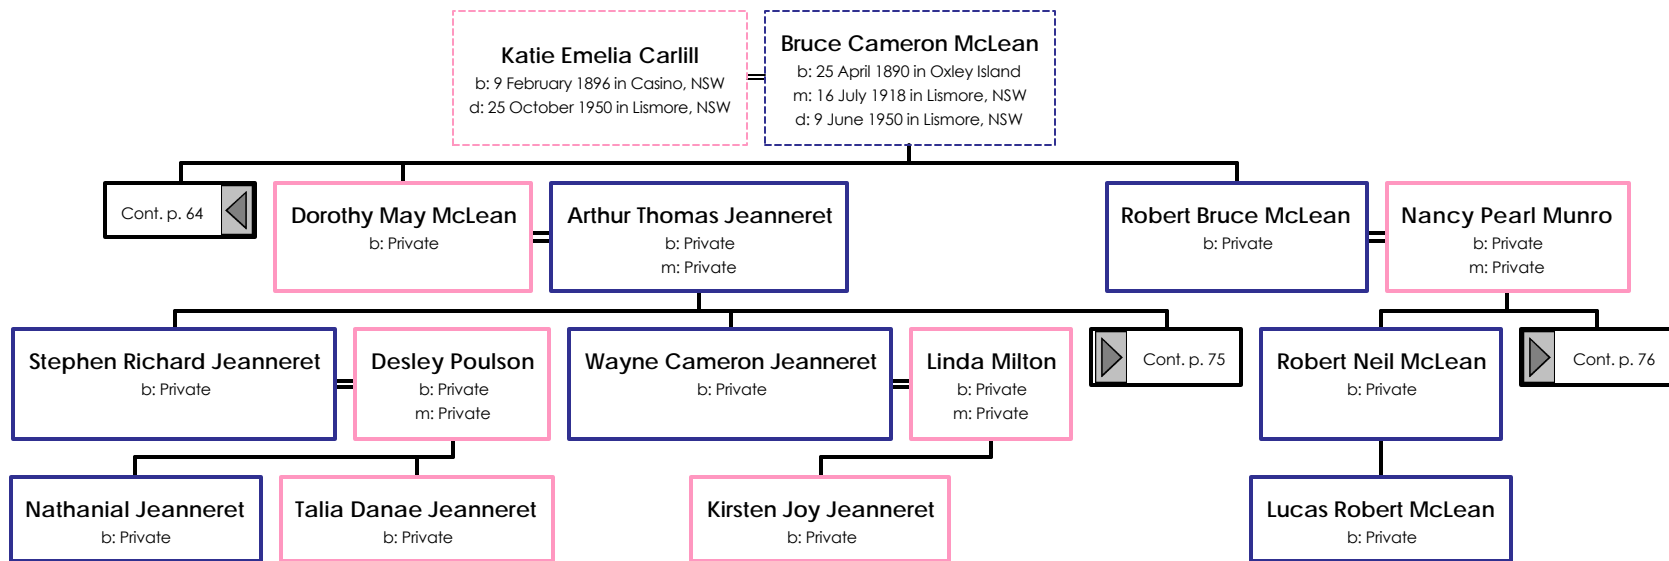 Katie Emelia Carlill
b: 9 February 1896 in Casino, NSW
d: 25 October 1950 in Lismore, NSW
Bruce Cameron McLean
b: 25 April 1890 in Oxley Island
m: 16 July 1918 in Lismore, NSW
d: 9 June 1950 in Lismore, NSW
Cont. p. 64
Dorothy May McLean
b: Private
Arthur Thomas Jeanneret
b: Private
m: Private
Robert Bruce McLean
b: Private
Nancy Pearl Munro
b: Private
m: Private
Stephen Richard Jeanneret
b: Private
Desley Poulson
b: Private
m: Private
Wayne Cameron Jeanneret
b: Private
Linda Milton
b: Private
m: Private
Cont. p. 75
Robert Neil McLean
b: Private
Cont. p. 76
Nathanial Jeanneret
b: Private
Talia Danae Jeanneret
b: Private
Kirsten Joy Jeanneret
b: Private
Lucas Robert McLean
b: Private